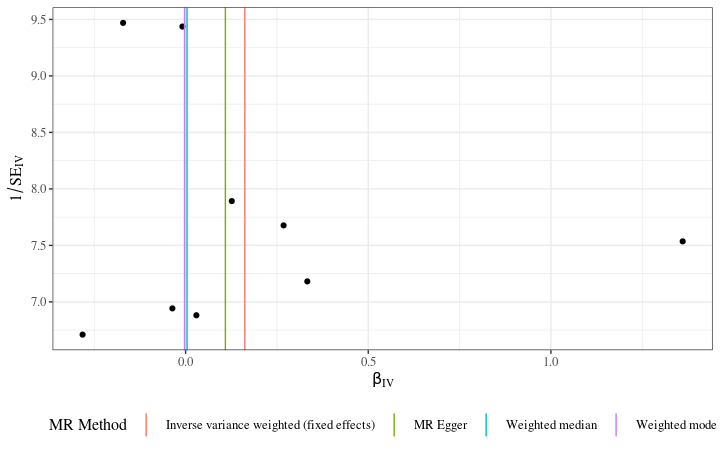 9.5
9.0
8.5
8.0
7.5
7.0
1/SE_IV
0.0 0.5 1.0
β_IV
MR Method Inverse variance weighted (fixed effects) MR Egger Weighted median Weighted mode